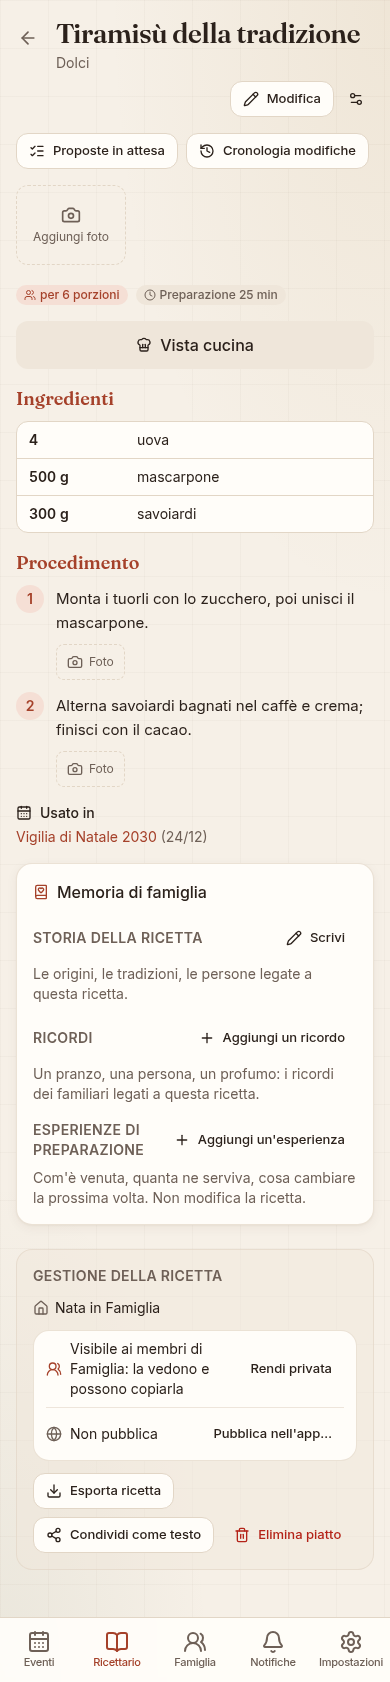 Tiramisù della tradizione
Dolci
Modifica
Proposte in attesa
Cronologia modifiche
Aggiungi foto
per 6 porzioni
Preparazione 25 min
Vista cucina
Ingredienti
4 uova
500 g mascarpone
300 g savoiardi
Procedimento
1 Monta i tuorli con lo zucchero, poi unisci il
mascarpone.
Foto
2 Alterna savoiardi bagnati nel caffè e crema;
finisci con il cacao.
Foto
Usato in
Vigilia di Natale 2030 (24/12)
Memoria di famiglia
STORIA DELLA RICETTA
Scrivi
Le origini, le tradizioni, le persone legate a
questa ricetta.
RICORDI
Aggiungi un ricordo
Un pranzo, una persona, un profumo: i ricordi
dei familiari legati a questa ricetta.
ESPERIENZE DI
PREPARAZIONE
Aggiungi un'esperienza
Com'è venuta, quanta ne serviva, cosa cambiare
la prossima volta. Non modifica la ricetta.
GESTIONE DELLA RICETTA
Nata in Famiglia
Visibile ai membri di
Famiglia: la vedono e
possono copiarla
Rendi privata
Non pubblica
Pubblica nell'app...
Esporta ricetta
Condividi come testo
Elimina piatto
Eventi
Ricettario
Famiglia
Notifiche
Impostazioni